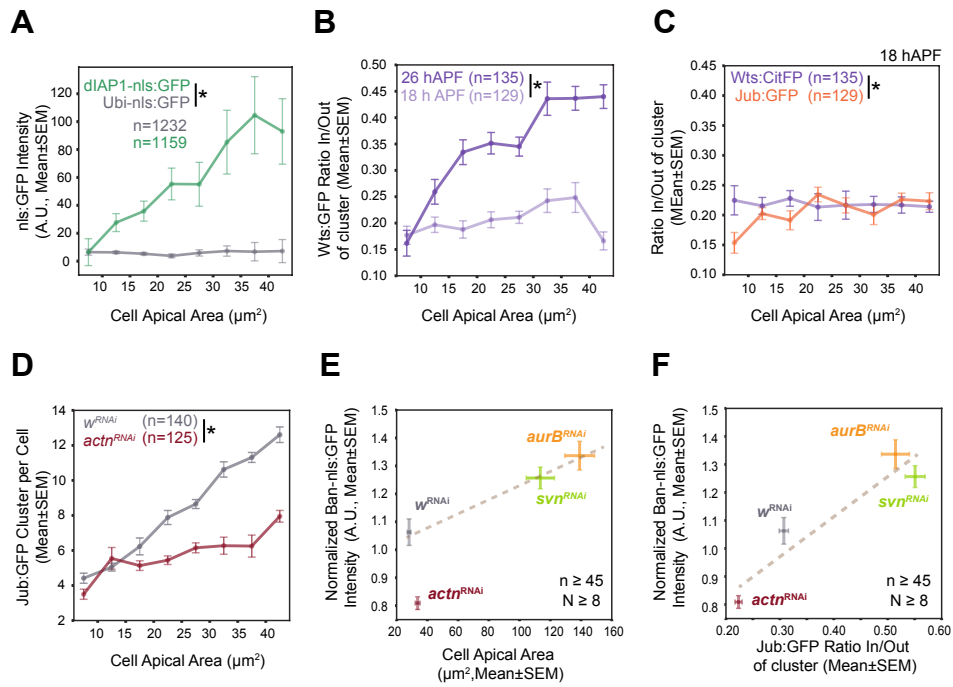 A
nls:GFP Intensity
(A.U., Mean±SEM)
120
100
80
60
40
20
0
dIAP1-nls:GFP
Ubi-nls:GFP
*
n=1232
n=1159
10 15 20 25 30 35 40
Cell Apical Area (µm²)
B
Wts:GFP Ratio In/Out
of cluster (Mean±SEM)
0.50
0.45
0.40
0.35
0.30
0.25
0.20
0.15
0.10
26 hAPF (n=135)
18 h APF (n=129)
*
10 15 20 25 30 35 40
Cell Apical Area (µm²)
C
18 hAPF
Ratio In/Out of cluster
(MEan±SEM)
0.45
0.40
0.35
0.30
0.25
0.20
0.15
0.10
Wts:CitFP (n=135)
Jub:GFP (n=129)
*
10 15 20 25 30 35 40
Cell Apical Area (µm²)
D
Jub:GFP Cluster per Cell
(Mean±SEM)
14
12
10
8
6
4
2
w^RNAi (n=140)
actn^RNAi (n=125)
*
10 15 20 25 30 35 40
Cell Apical Area (µm²)
E
Normalized Ban-nls:GFP
Intensity (A.U., Mean±SEM)
1.5
1.4
1.3
1.2
1.1
1.0
0.9
0.8
aurB^RNAi
svn^RNAi
w^RNAi
actn^RNAi
n ≥ 45
N ≥ 8
20 40 60 80 100 120 140 160
Cell Apical Area
(µm²,Mean±SEM)
F
Normalized Ban-nls:GFP
Intensity (A.U., Mean±SEM)
1.5
1.4
1.3
1.2
1.1
1.0
0.9
0.8
aurB^RNAi
svn^RNAi
w^RNAi
actn^RNAi
n ≥ 45
N ≥ 8
0.20 0.30 0.40 0.50 0.60
Jub:GFP Ratio In/Out
of cluster (Mean±SEM)